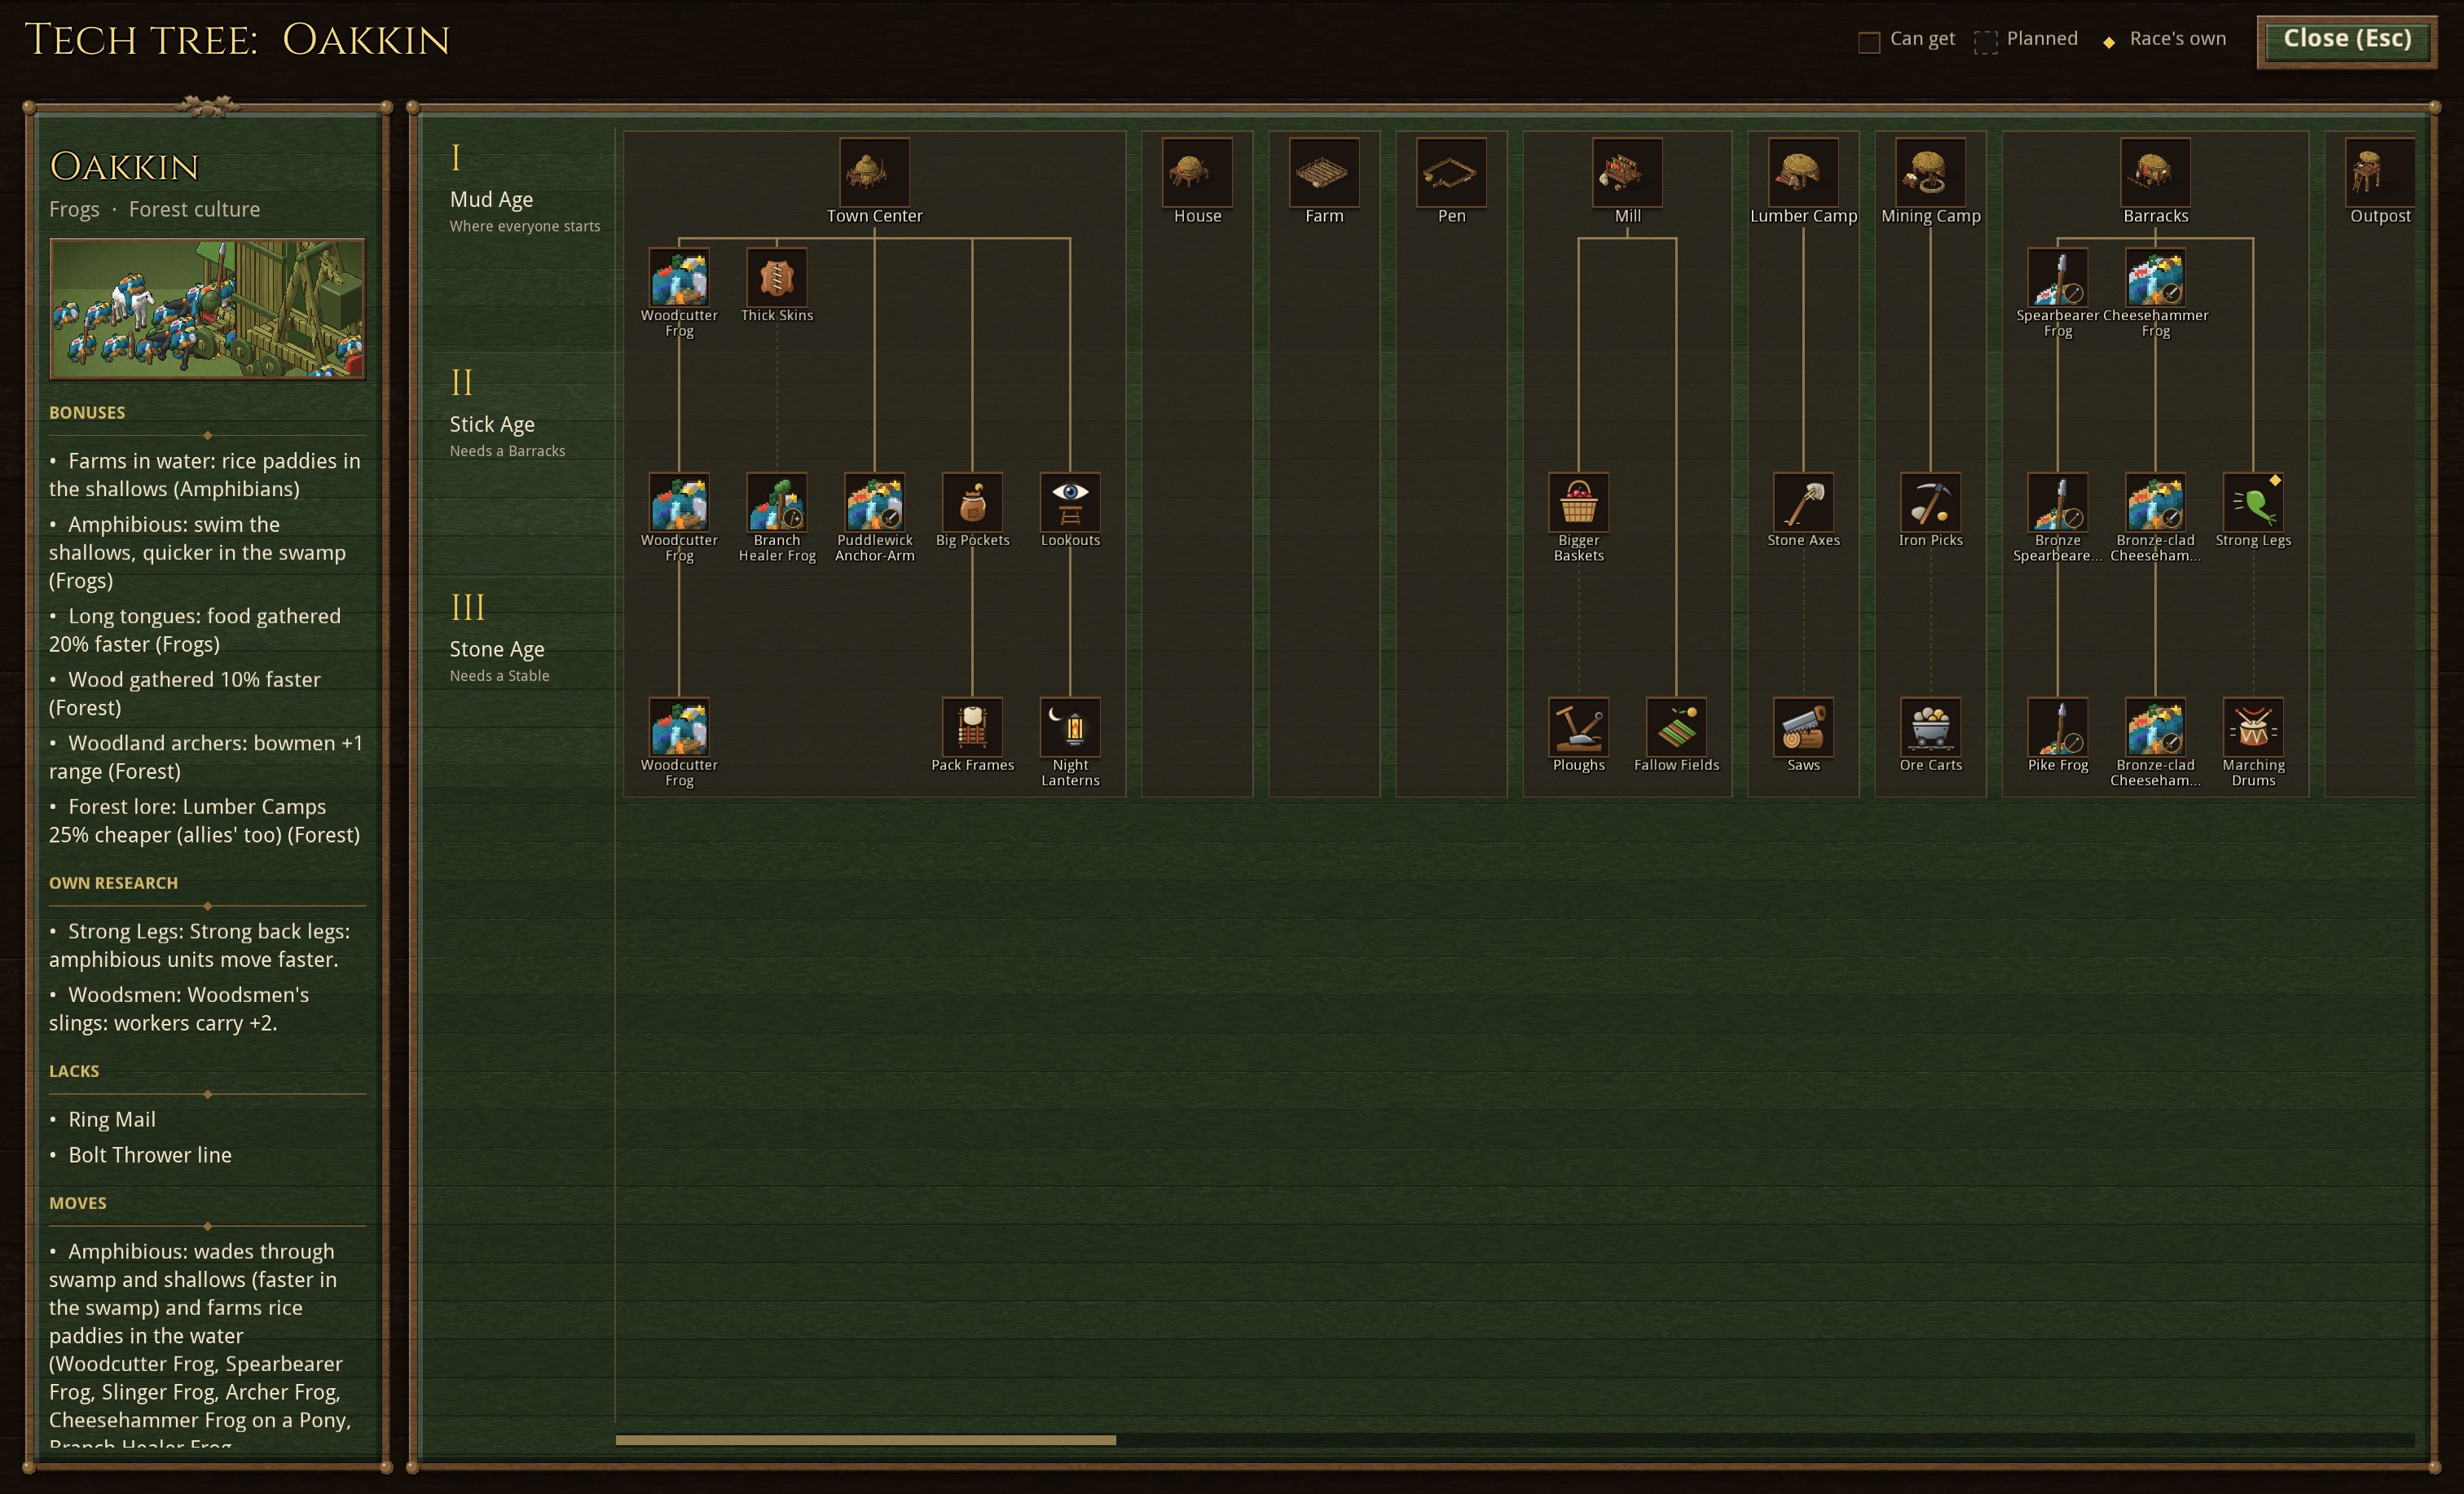 TECH TREE: OAKKIN
Can get
Planned
Race's own
Close (Esc)
OAKKIN
Frogs · Forest culture
BONUSES
• Farms in water: rice paddies in
the shallows (Amphibians)
• Amphibious: swim the
shallows, quicker in the swamp
(Frogs)
• Long tongues: food gathered
20% faster (Frogs)
• Wood gathered 10% faster
(Forest)
• Woodland archers: bowmen +1
range (Forest)
• Forest lore: Lumber Camps
25% cheaper (allies' too) (Forest)
OWN RESEARCH
• Strong Legs: Strong back legs:
amphibious units move faster.
• Woodsmen: Woodsmen's
slings: workers carry +2.
LACKS
• Ring Mail
• Bolt Thrower line
MOVES
• Amphibious: wades through
swamp and shallows (faster in
the swamp) and farms rice
paddies in the water
(Woodcutter Frog, Spearbearer
Frog, Slinger Frog, Archer Frog,
Cheesehammer Frog on a Pony,
Branch Healer Frog
I
Mud Age
Where everyone starts
Town Center
House
Farm
Pen
Mill
Lumber Camp
Mining Camp
Barracks
Outpost
Woodcutter
Frog
Thick Skins
Spearbearer
Frog
Cheesehammer
Frog
II
Stick Age
Needs a Barracks
Woodcutter
Frog
Branch
Healer Frog
Puddlewick
Anchor-Arm
Big Pockets
Lookouts
Bigger
Baskets
Stone Axes
Iron Picks
Bronze
Spearbeare...
Bronze-clad
Cheeseham...
Strong Legs
III
Stone Age
Needs a Stable
Woodcutter
Frog
Pack Frames
Night
Lanterns
Ploughs
Fallow Fields
Saws
Ore Carts
Pike Frog
Bronze-clad
Cheeseham...
Marching
Drums